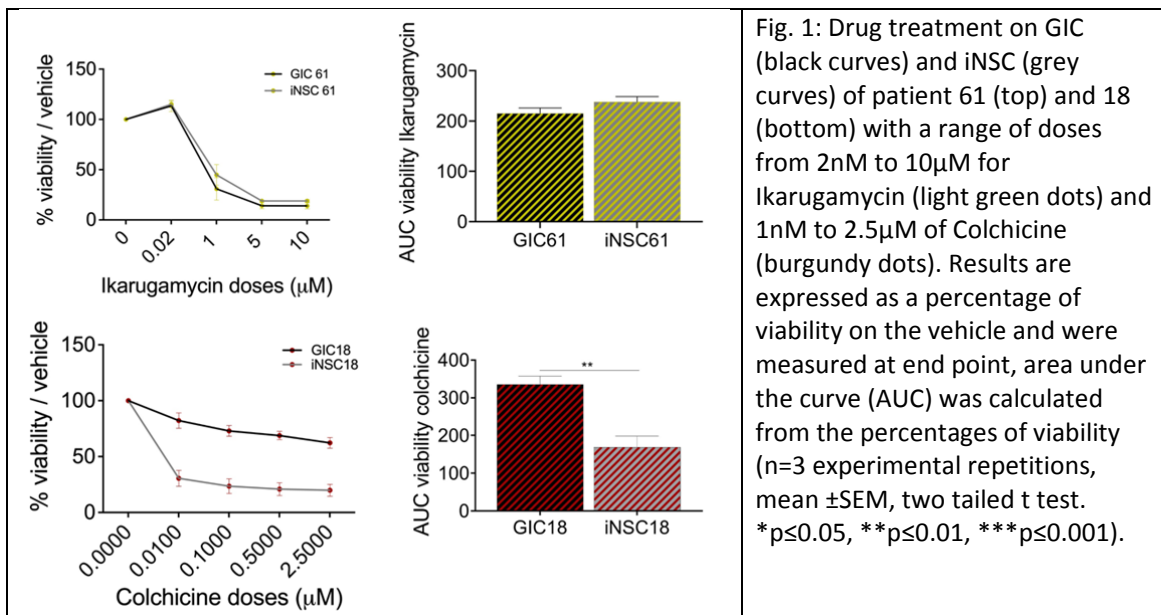 150
100
50
0
% viability / vehicle
GIC 61
iNSC 61
0
0.02
1
5
10
Ikarugamycin doses (μM)
300
200
100
0
AUC viability Ikarugamycin
GIC61
iNSC61
150
100
50
0
% viability / vehicle
GIC18
iNSC18
0.0000
0.0100
0.1000
0.5000
2.5000
Colchicine doses (μM)
400
300
200
100
0
AUC viability colchicine
**
GIC18
iNSC18
Fig. 1: Drug treatment on GIC
(black curves) and iNSC (grey
curves) of patient 61 (top) and 18
(bottom) with a range of doses
from 2nM to 10μM for
Ikarugamycin (light green dots) and
1nM to 2.5μM of Colchicine
(burgundy dots). Results are
expressed as a percentage of
viability on the vehicle and were
measured at end point, area under
the curve (AUC) was calculated
from the percentages of viability
(n=3 experimental repetitions,
mean ±SEM, two tailed t test.
*p≤0.05, **p≤0.01, ***p≤0.001).